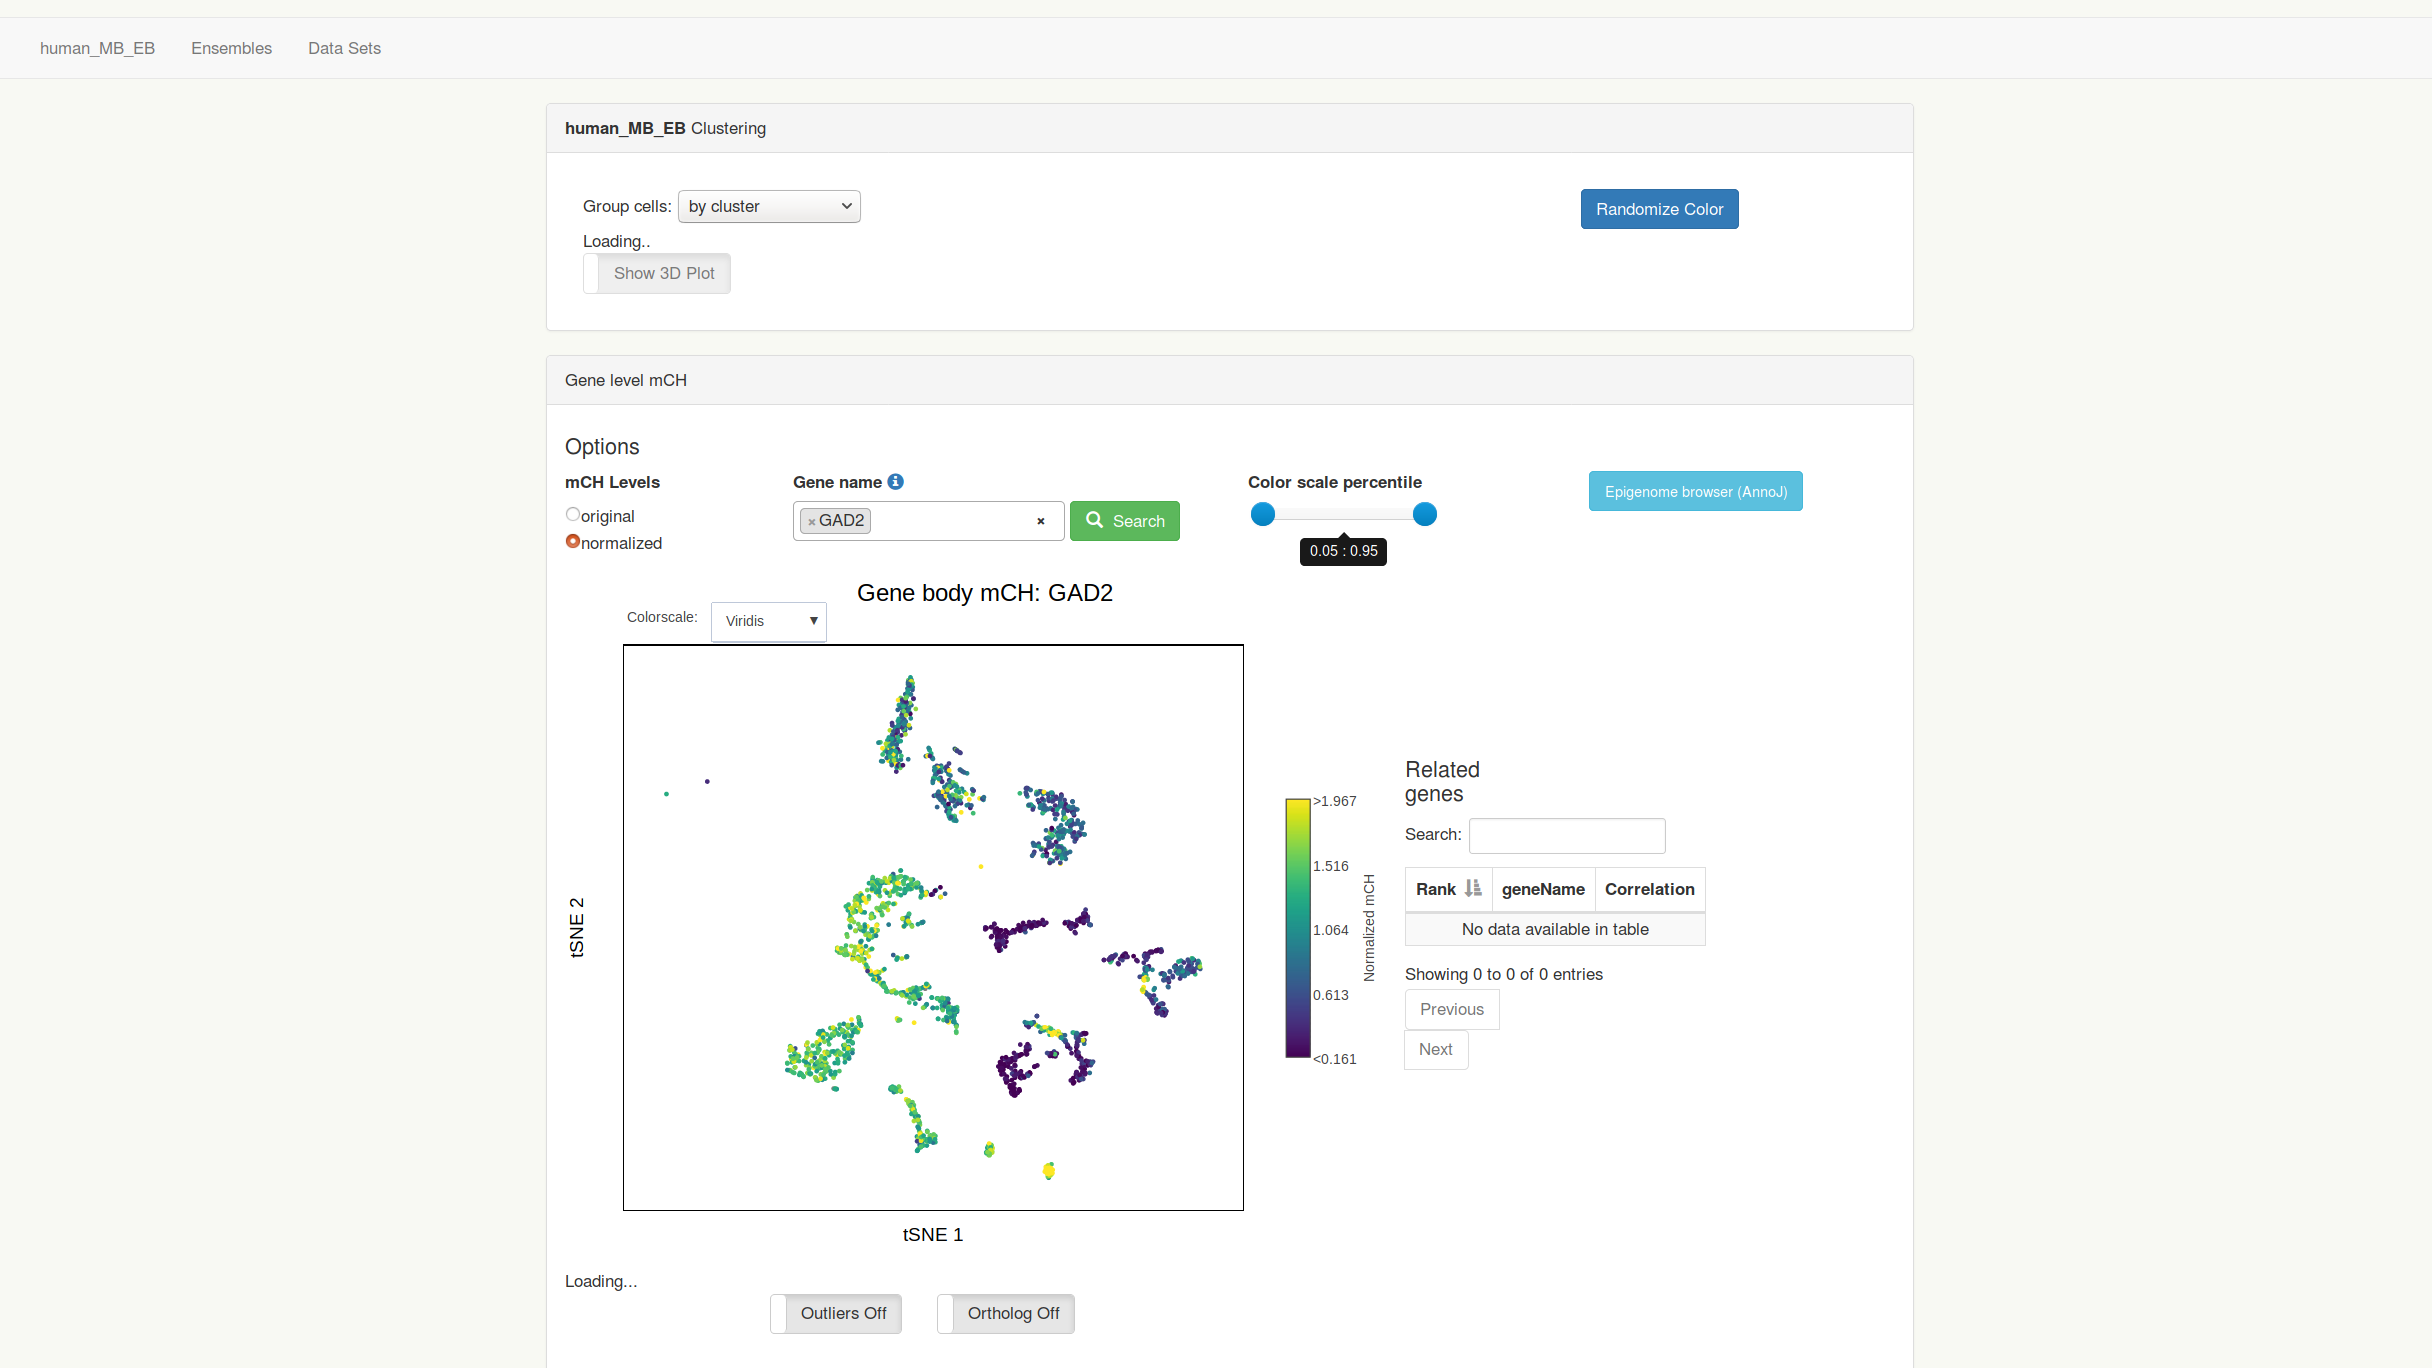 human_MB_EB Ensembles Data Sets
human_MB_EB Clustering
Group cells: by cluster
Randomize Color
Loading..
Show 3D Plot
Gene level mCH
Options
mCH Levels
original
normalized
Gene name
× GAD2 ×
Search
Color scale percentile
0.05 : 0.95
Epigenome browser (AnnoJ)
Gene body mCH: GAD2
Colorscale: Viridis ▼
tSNE 2
tSNE 1
>1.967
1.516
1.064
0.613
<0.161
Normalized mCH
Related
genes
Search:
Rank geneName Correlation
No data available in table
Showing 0 to 0 of 0 entries
Previous
Next
Loading...
Outliers Off
Ortholog Off